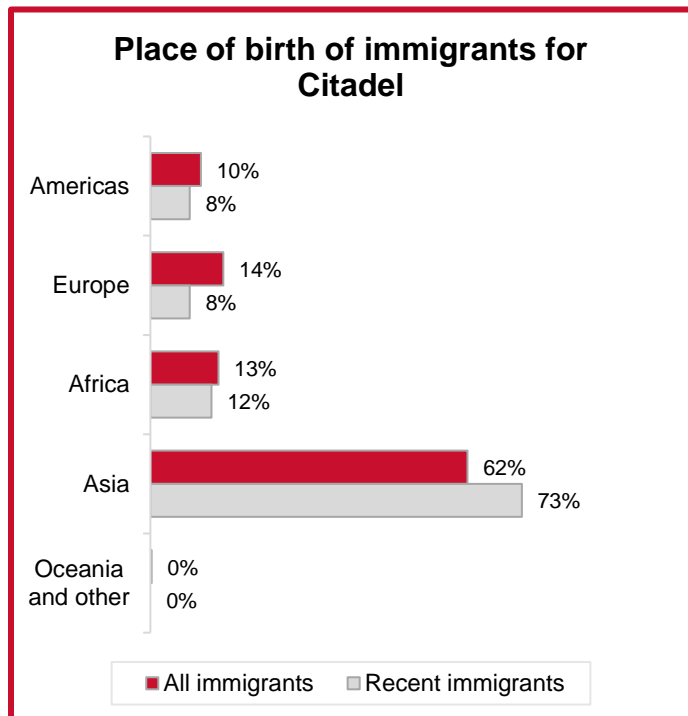 Place of birth of immigrants for
Citadel
Americas
10%
8%
Europe
14%
8%
Africa
13%
12%
Asia
62%
73%
Oceania
and other
0%
0%
All immigrants
Recent immigrants